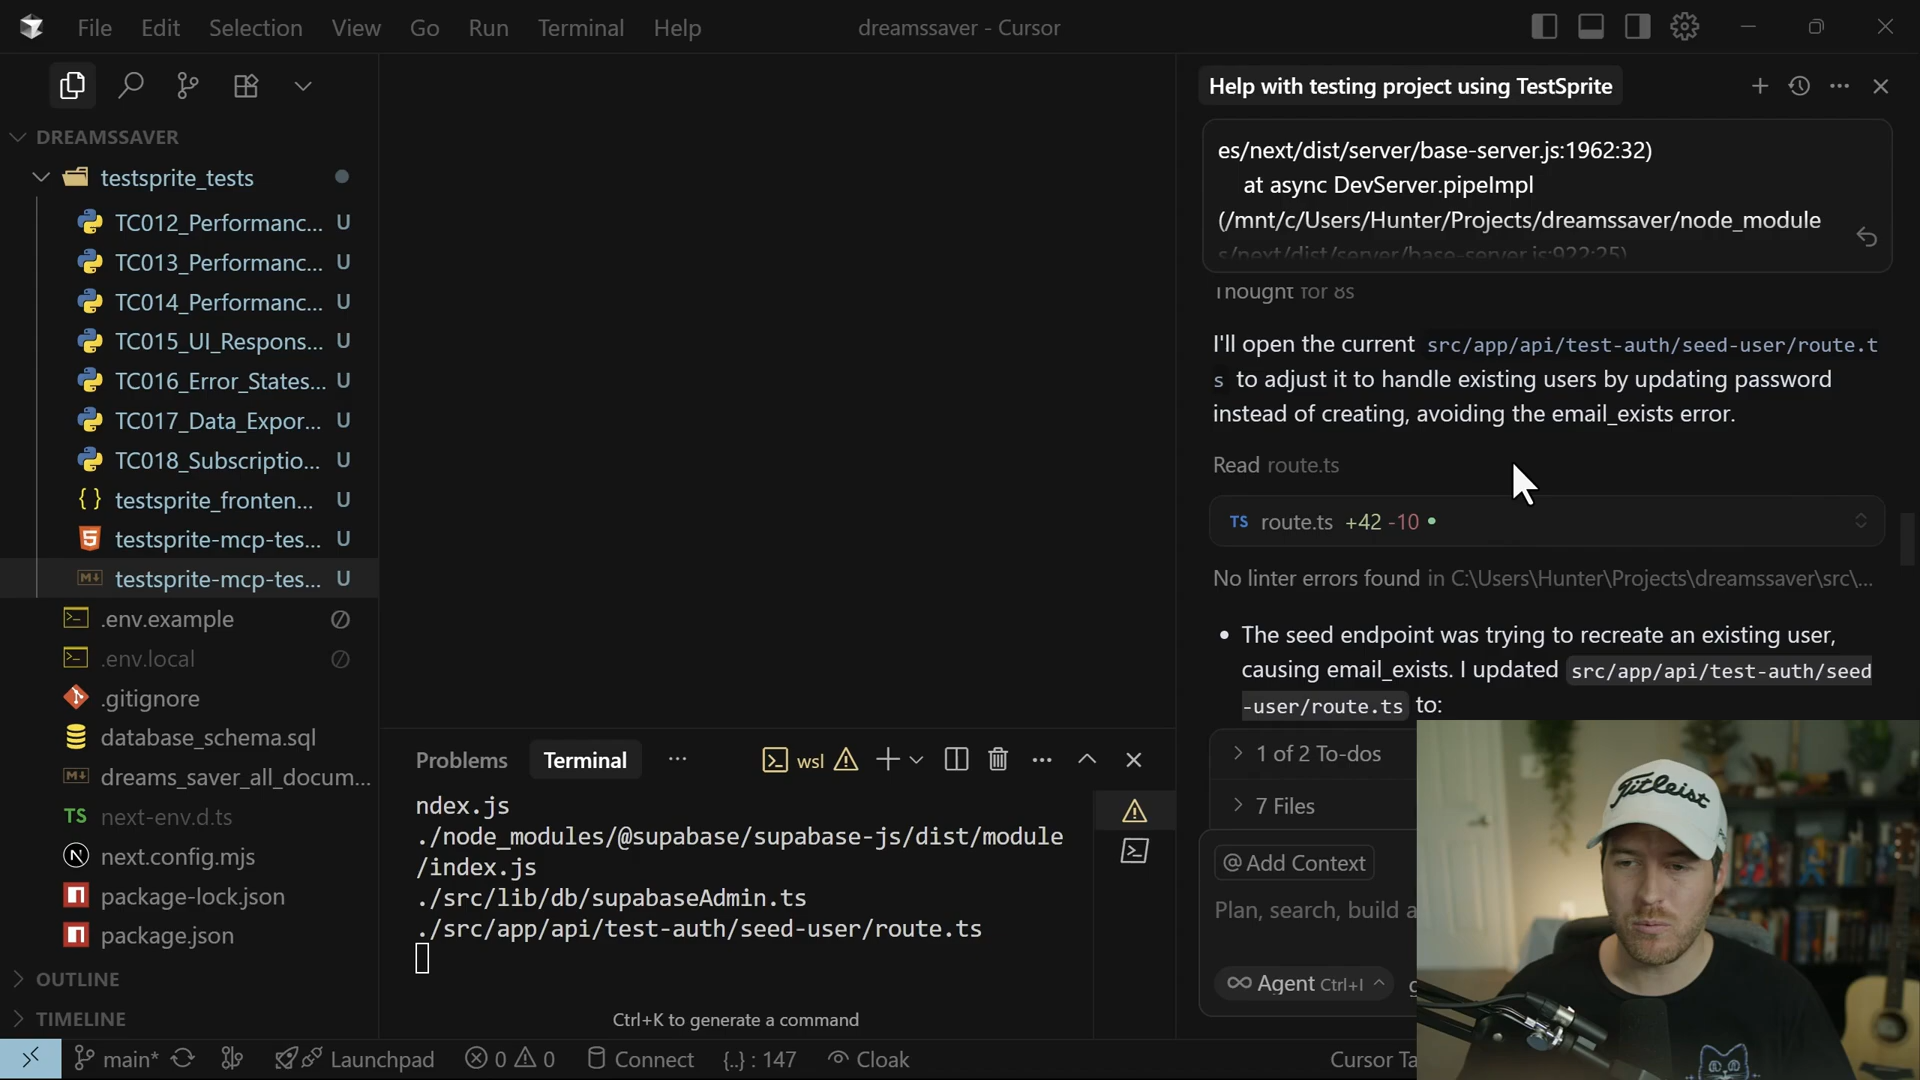 File Edit Selection View Go Run Terminal Help
dreamssaver - Cursor
DREAMSSAVER
testsprite_tests
TC012_Performanc... U
TC013_Performanc... U
TC014_Performanc... U
TC015_UI_Respons... U
TC016_Error_States... U
TC017_Data_Expor... U
TC018_Subscriptio... U
{} testsprite_fronten... U
testsprite-mcp-tes... U
testsprite-mcp-tes... U
.env.example
.env.local
.gitignore
database_schema.sql
dreams_saver_all_docum...
TS next-env.d.ts
next.config.mjs
package-lock.json
package.json
OUTLINE
TIMELINE
Problems Terminal ... wsl
ndex.js
./node_modules/@supabase/supabase-js/dist/module
/index.js
./src/lib/db/supabaseAdmin.ts
./src/app/api/test-auth/seed-user/route.ts
Ctrl+K to generate a command
Help with testing project using TestSprite
es/next/dist/server/base-server.js:1962:32)
at async DevServer.pipeImpl
(/mnt/c/Users/Hunter/Projects/dreamssaver/node_module
s/next/dist/server/base-server.js:922:25)
Thought for 8s
I'll open the current src/app/api/test-auth/seed-user/route.t
s to adjust it to handle existing users by updating password
instead of creating, avoiding the email_exists error.
Read route.ts
TS route.ts +42 -10
No linter errors found in C:\Users\Hunter\Projects\dreamssaver\src\...
• The seed endpoint was trying to recreate an existing user,
causing email_exists. I updated src/app/api/test-auth/seed
-user/route.ts to:
1 of 2 To-dos
7 Files
@ Add Context
Plan, search, build a
Agent Ctrl+I
Titleist
main* Launchpad 0 0 Connect {..} : 147 Cloak
Cursor Ta